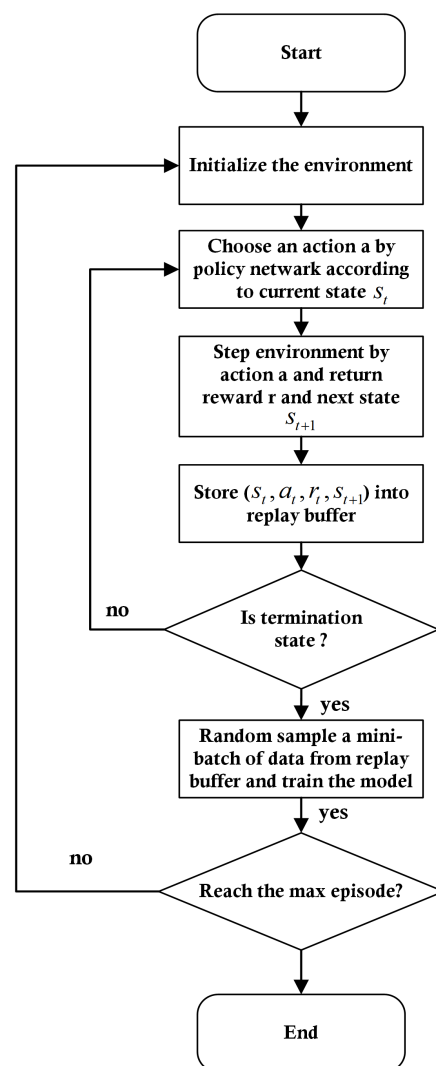 Start
Initialize the environment
Choose an action a by
policy netwark according
to current state s_t
Step environment by
action a and return
reward r and next state
s_{t+1}
Store (s_t, a_t, r_t, s_{t+1}) into
replay buffer
no
Is termination
state ?
yes
Random sample a mini-
batch of data from replay
buffer and train the model
yes
no
Reach the max episode?
End